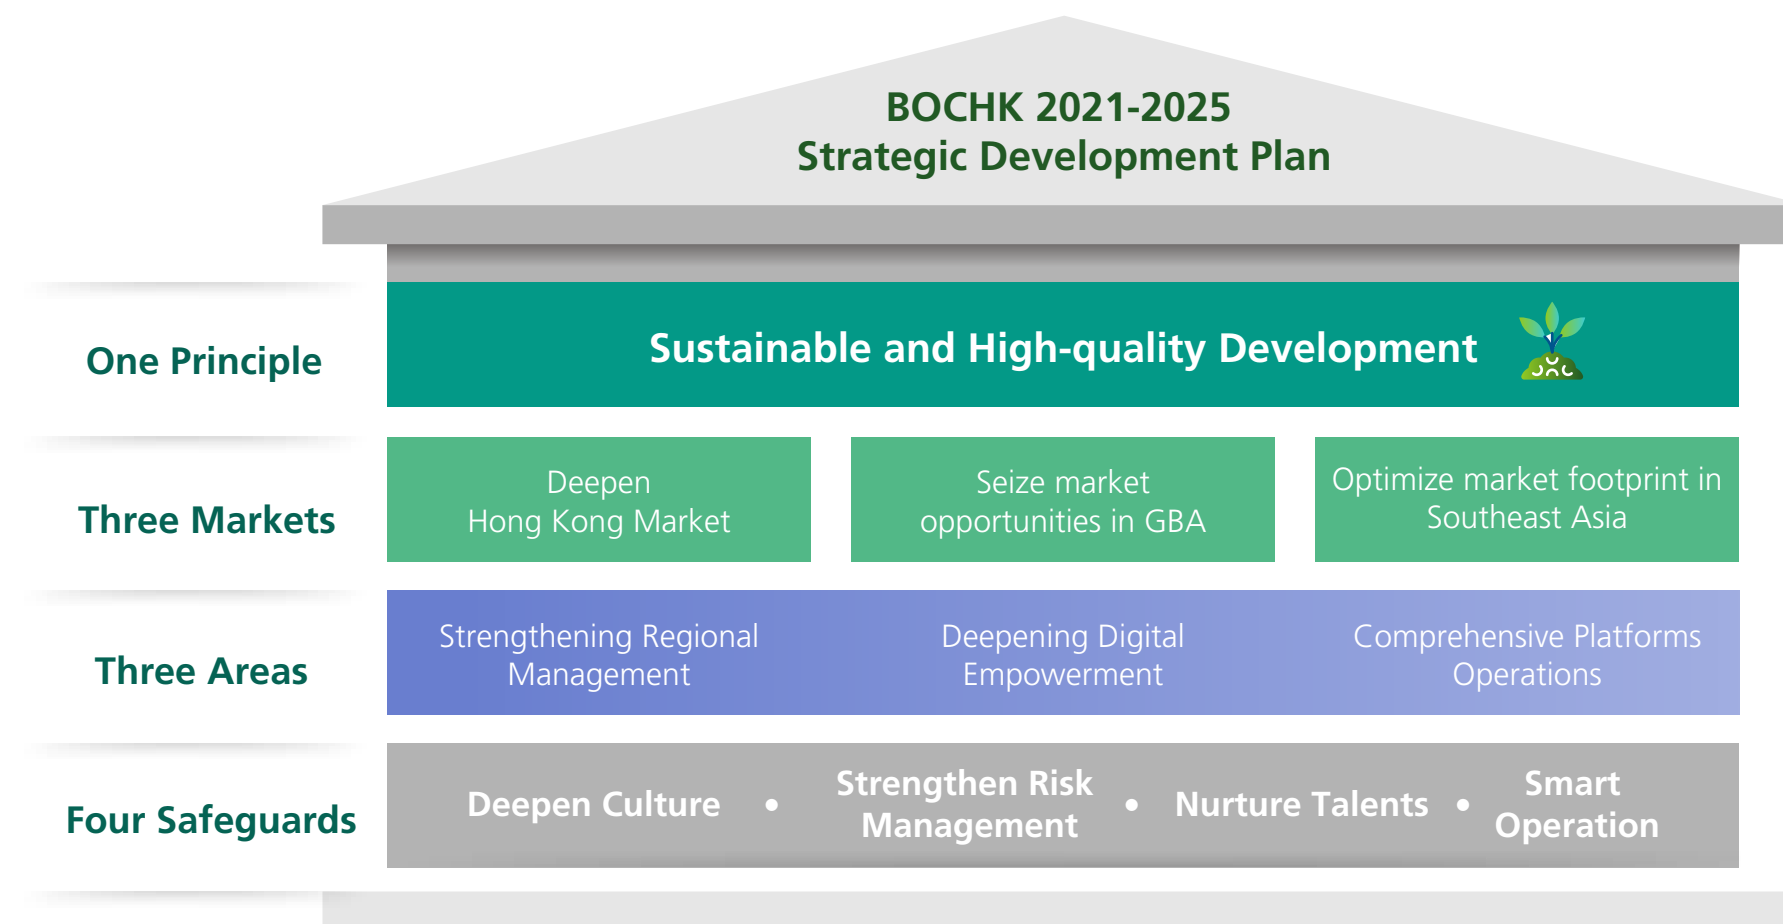 BOCHK 2021-2025
Strategic Development Plan
One Principle
Sustainable and High-quality Development
Three Markets
Deepen
Hong Kong Market
Seize market
opportunities in GBA
Optimize market footprint in
Southeast Asia
Three Areas
Strengthening Regional
Management
Deepening Digital
Empowerment
Comprehensive Platforms
Operations
Four Safeguards
Deepen Culture
•
Strengthen Risk
Management
•
Nurture Talents
•
Smart
Operation